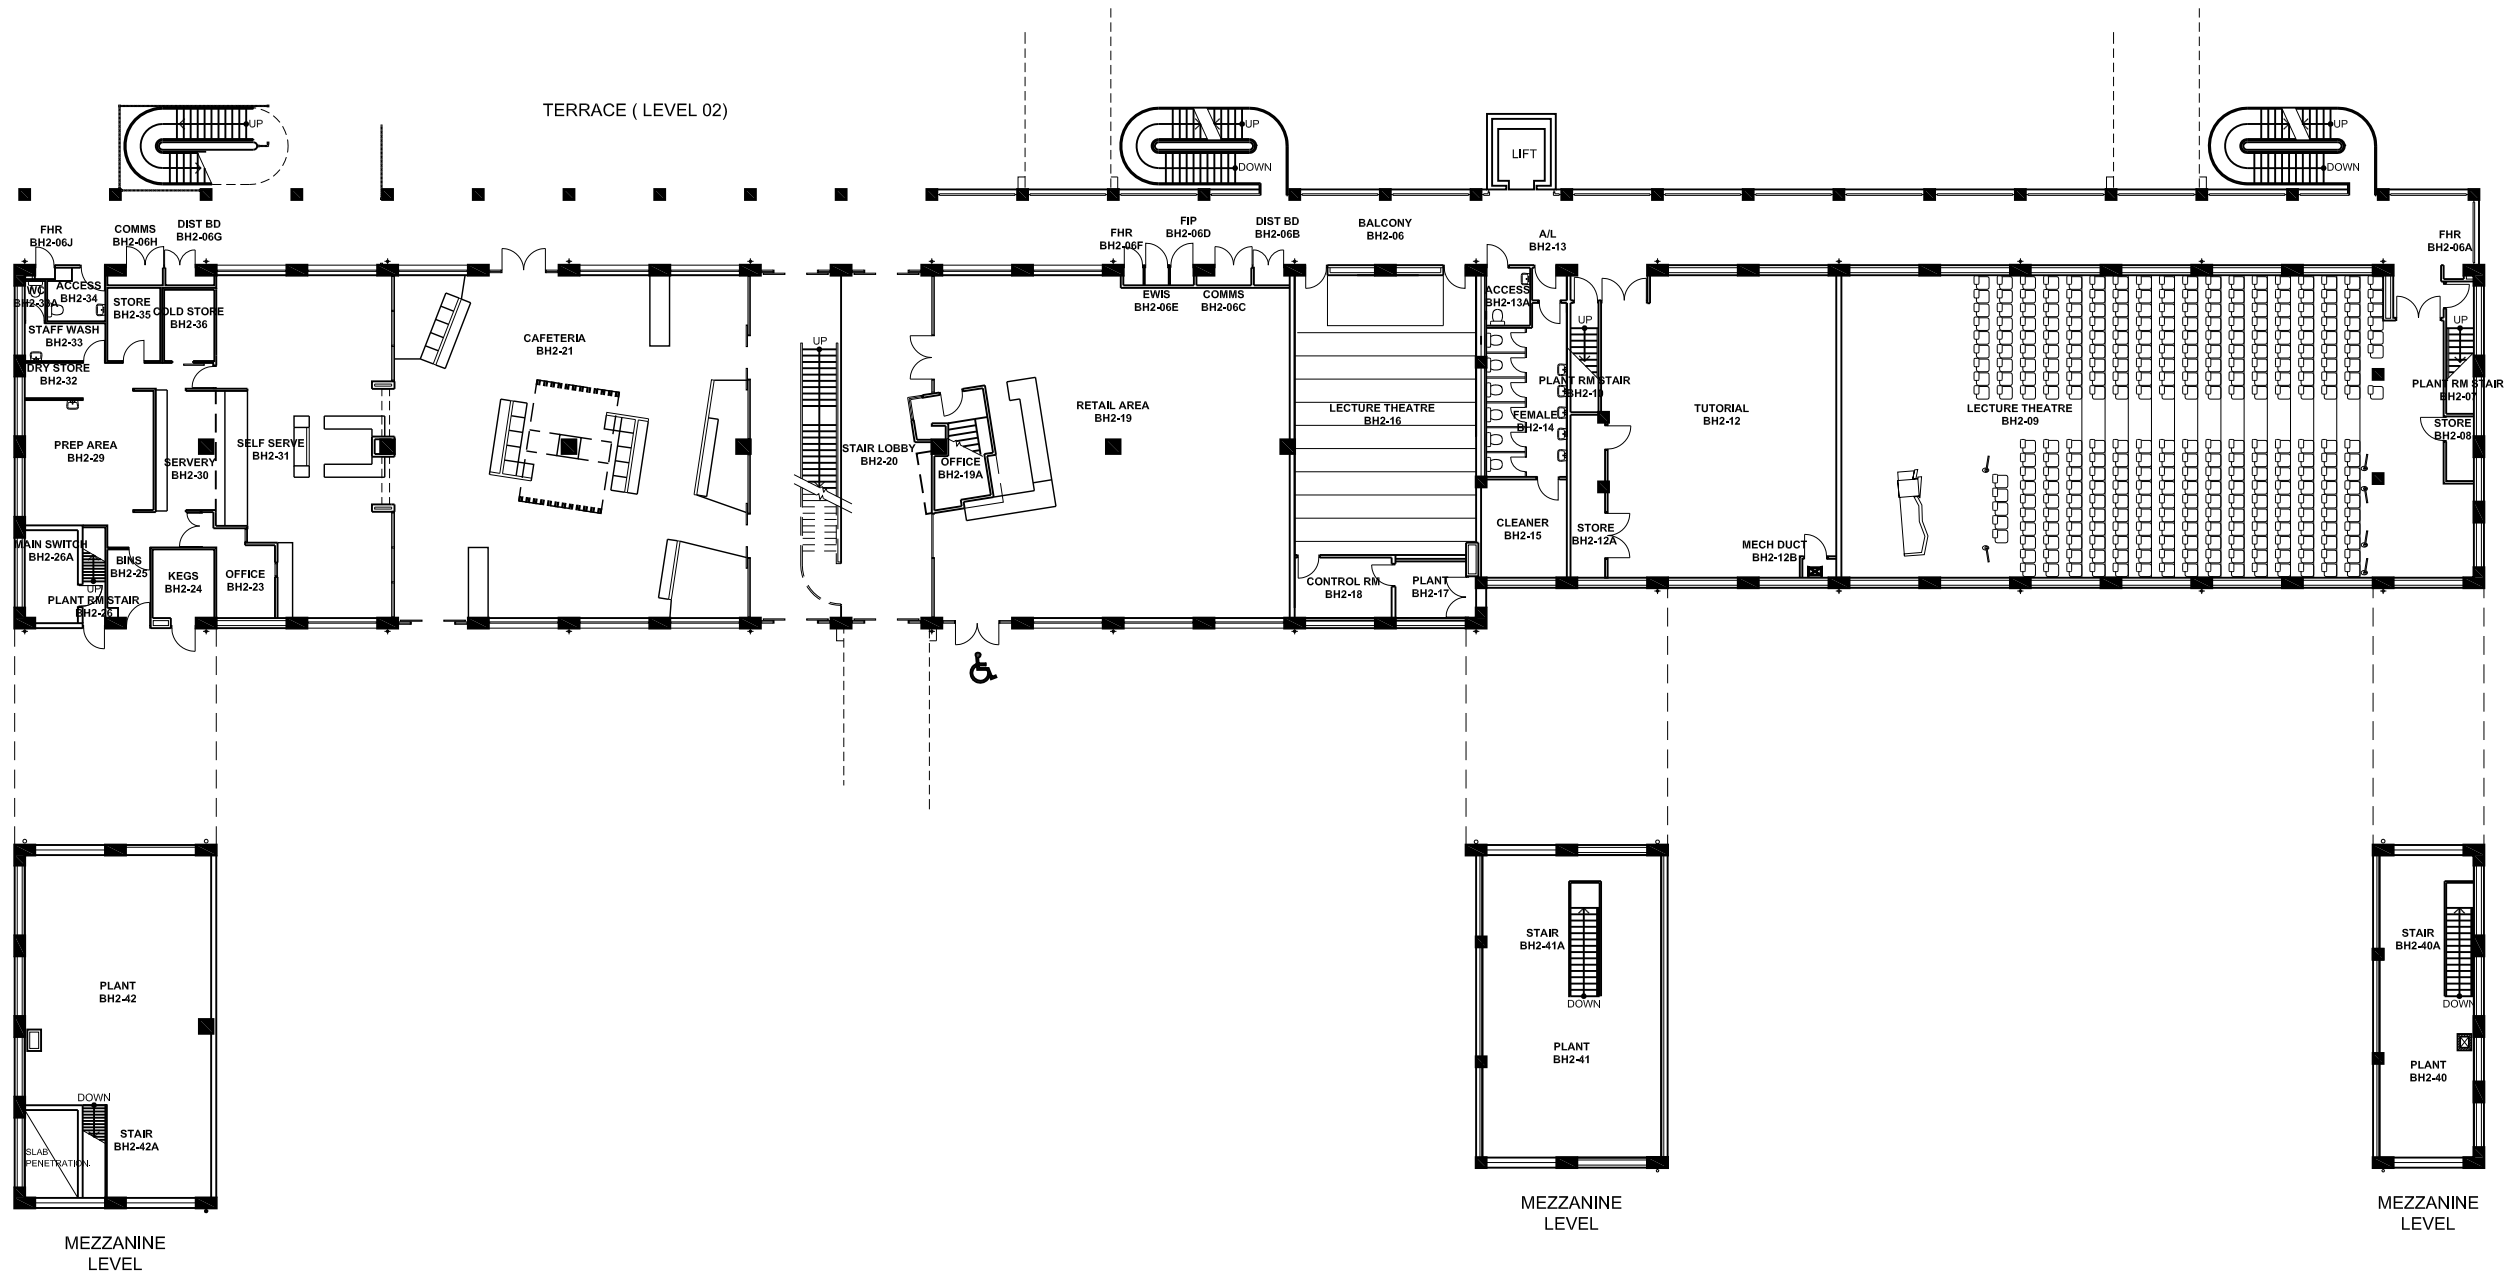 TERRACE ( LEVEL 02)
UP
UP
DOWN
LIFT
UP
DOWN
FHR
BH2-06J
COMMS
BH2-06H
DIST BD
BH2-06G
FHR
BH2-06F
FIP
BH2-06D
DIST BD
BH2-06B
BALCONY
BH2-06
A/L
BH2-13
FHR
BH2-06A
WC
BH2-33A
ACCESS
BH2-34
STORE
BH2-35
COLD STORE
BH2-36
STAFF WASH
BH2-33
DRY STORE
BH2-32
CAFETERIA
BH2-21
UP
EWIS
BH2-06E
COMMS
BH2-06C
ACCESS
BH2-13A
UP
UP
PREP AREA
BH2-29
SERVERY
BH2-30
SELF SERVE
BH2-31
STAIR LOBBY
BH2-20
OFFICE
BH2-19A
RETAIL AREA
BH2-19
LECTURE THEATRE
BH2-16
FEMALE
BH2-14
PLANT RM STAIR
BH2-10
TUTORIAL
BH2-12
LECTURE THEATRE
BH2-09
PLANT RM STAIR
BH2-07
STORE
BH2-08
MAIN SWITCH
BH2-26A
BINS
BH2-25
UP
PLANT RM STAIR
BH2-26
KEGS
BH2-24
OFFICE
BH2-23
CONTROL RM
BH2-18
PLANT
BH2-17
CLEANER
BH2-15
STORE
BH2-12A
MECH DUCT
BH2-12B
PLANT
BH2-42
DOWN
STAIR
BH2-42A
SLAB
PENETRATION.
MEZZANINE
LEVEL
STAIR
BH2-41A
DOWN
PLANT
BH2-41
MEZZANINE
LEVEL
STAIR
BH2-40A
DOWN
PLANT
BH2-40
MEZZANINE
LEVEL